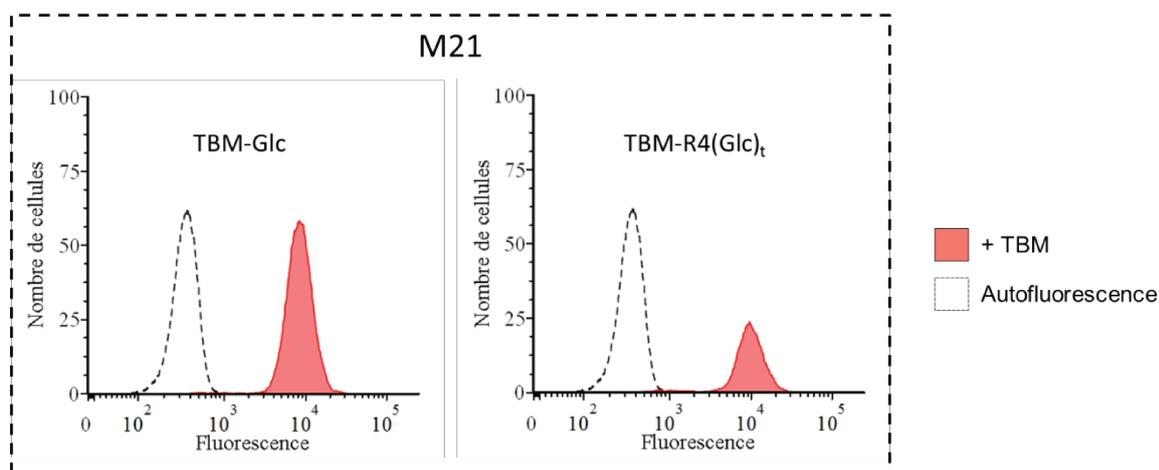 M21
TBM-Glc
100
75
50
25
0
Nombre de cellules
0 10^2 10^3 10^4 10^5
Fluorescence
TBM-R4(Glc)t
100
75
50
25
0
Nombre de cellules
0 10^2 10^3 10^4 10^5
Fluorescence
+ TBM
Autofluorescence